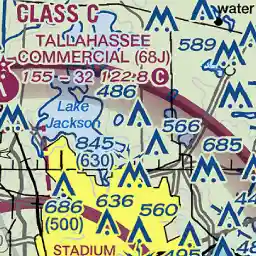 CLASS C
water
TALLAHASSEE
COMMERCIAL (68J)
155 - 32 122.8 C
589
486
Lake
Jackson
566
845
(630)
685
686
(500)
636
560
STADIUM
495